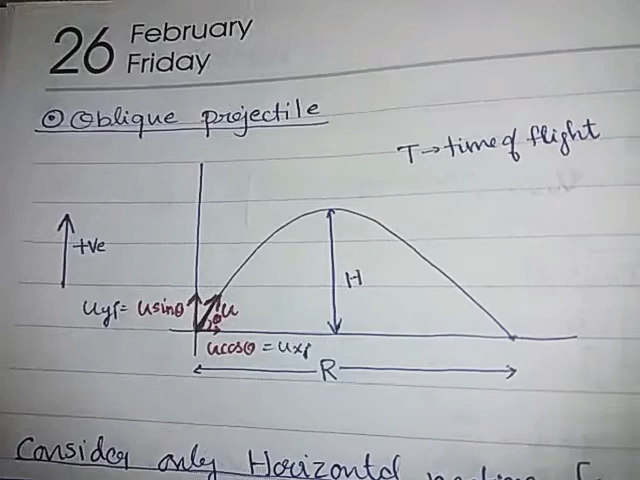 26 February
Friday
Oblique projectile
T→time of flight
+ve
H
uyi= usinθ
u
θ
ucosθ = uxi
R
Consider only Horizontal